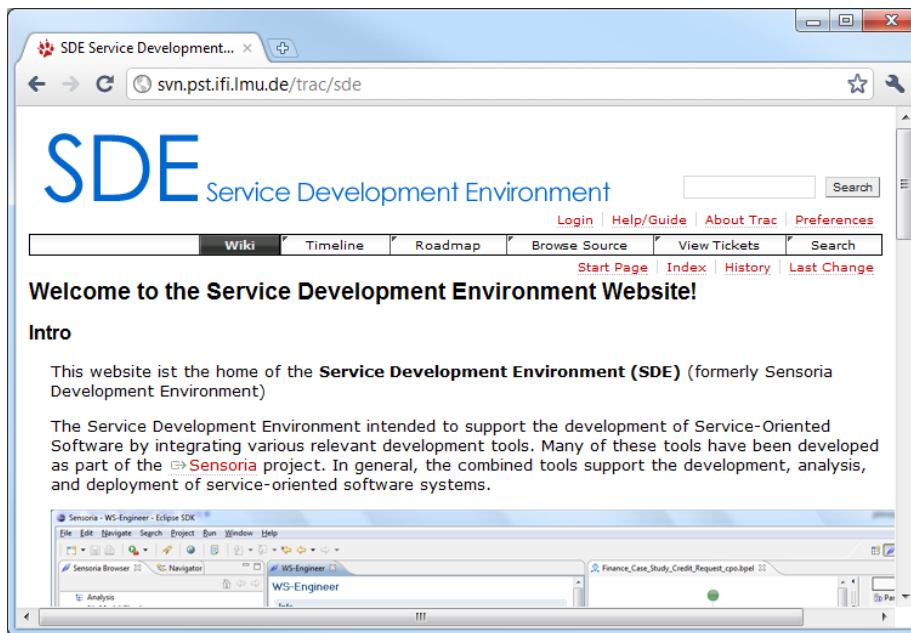 SDE Service Development...
svn.pst.ifi.lmu.de/trac/sde
SDE Service Development Environment
Search
Login Help/Guide About Trac Preferences
Wiki Timeline Roadmap Browse Source View Tickets Search
Start Page Index History Last Change
Welcome to the Service Development Environment Website!
Intro
This website ist the home of the Service Development Environment (SDE) (formerly Sensoria
Development Environment)
The Service Development Environment intended to support the development of Service-Oriented
Software by integrating various relevant development tools. Many of these tools have been developed
as part of the Sensoria project. In general, the combined tools support the development, analysis,
and deployment of service-oriented software systems.
Sensoria - WS-Engineer - Eclipse SDK
File Edit Navigate Search Project Run Window Help
Sensoria Browser Navigator WS-Engineer Finance_Case_Study_Credit_Request_cpo.bpel
WS-Engineer
Analysis